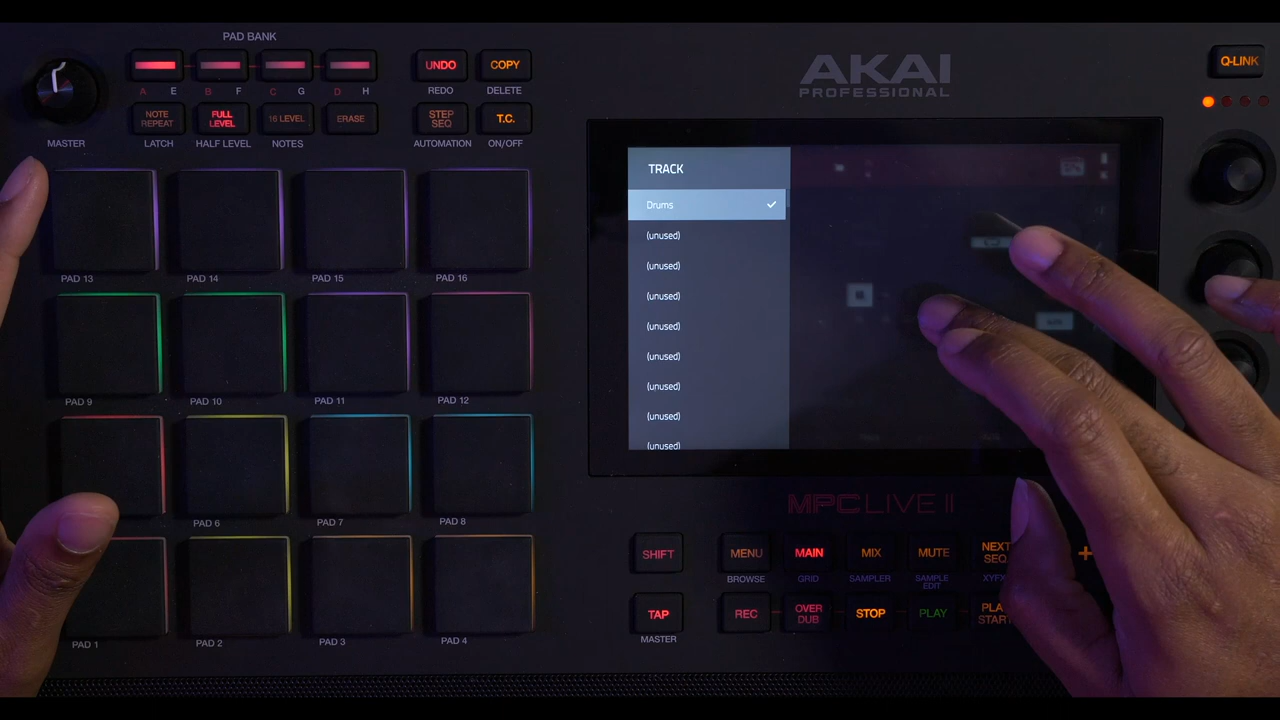 PAD BANK
A E B F C G D H
NOTE REPEAT
FULL LEVEL
16 LEVEL
ERASE
LATCH
HALF LEVEL
NOTES
MASTER
UNDO
COPY
REDO
DELETE
STEP SEQ
T.C.
AUTOMATION
ON/OFF
AKAI
PROFESSIONAL
Q-LINK
TRACK
Drums
(unused)
(unused)
(unused)
(unused)
(unused)
(unused)
(unused)
(unused)
PAD 13
PAD 14
PAD 15
PAD 16
PAD 9
PAD 10
PAD 11
PAD 12
PAD 6
PAD 7
PAD 8
PAD 1
PAD 2
PAD 3
PAD 4
MPC LIVE II
SHIFT
MENU
MAIN
MIX
MUTE
NEXT SEQ
+
BROWSE
GRID
SAMPLER
SAMPLE EDIT
TAP
REC
OVER DUB
STOP
PLAY
START
MASTER